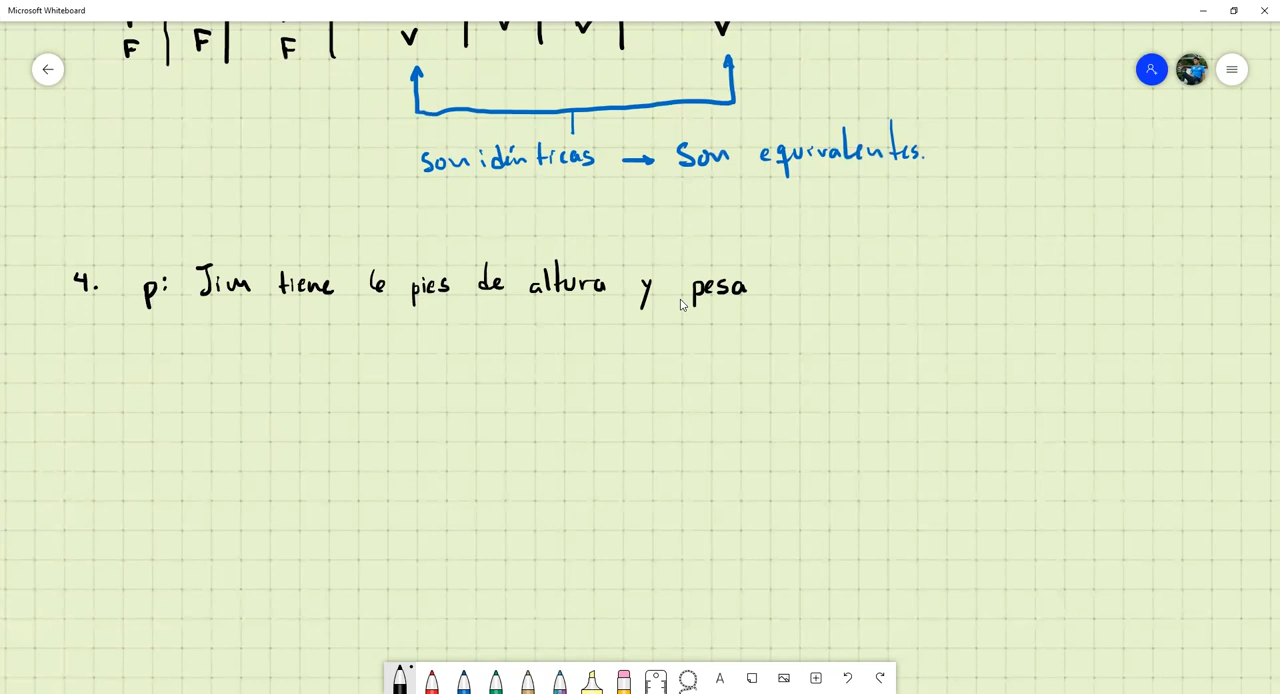 Microsoft Whiteboard
F F F V V
son idénticas → Son equivalentes.
4. p: Jim tiene 6 pies de altura y pesa